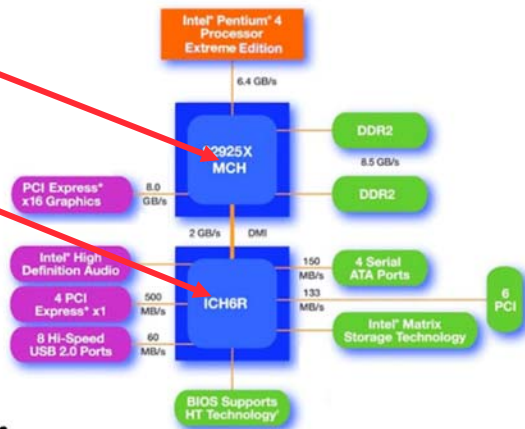 Intel® Pentium® 4
Processor
Extreme Edition
6.4 GB/s
MCH
DDR2
8.5 GB/s
DDR2
PCI Express*
x16 Graphics
8.0
GB/s
2 GB/s
DMI
Intel® High
Definition Audio
4 PCI
Express* x1
500
MB/s
8 Hi-Speed
USB 2.0 Ports
60
MB/s
ICH6R
150
MB/s
4 Serial
ATA Ports
133
MB/s
6
PCI
Intel® Matrix
Storage Technology
BIOS Supports
HT Technology¹